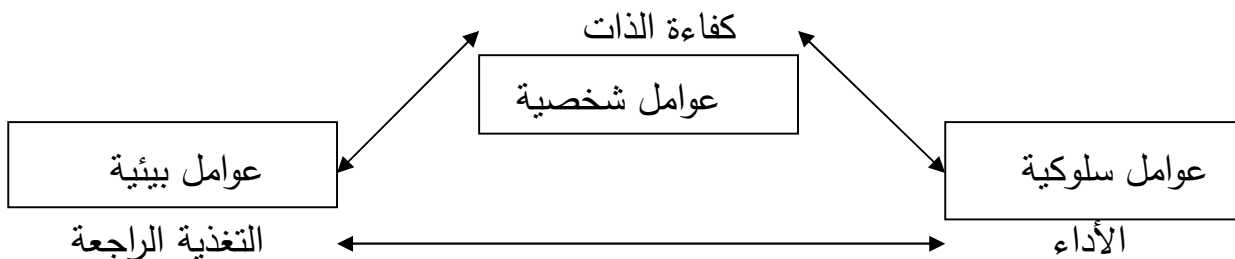 كفاءة الذات
عوامل شخصية
عوامل سلوكية
عوامل بيئية
الأداء
التغذية الراجعة